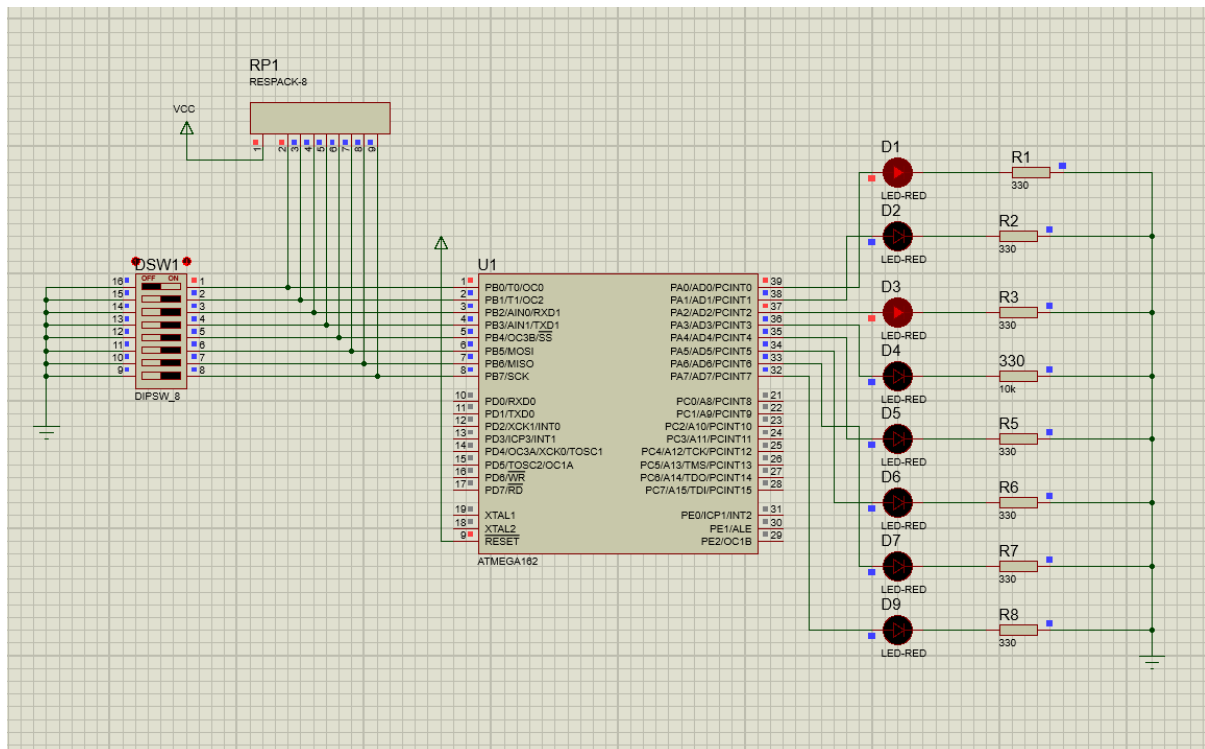 RP1
RESPACK-8
VCC
1
2
3
4
5
6
7
8
9
DSW1
OFF ON
16
15
14
13
12
11
10
9
1
2
3
4
5
6
7
8
DIPSW_8
U1
1 PB0/T0/OC0
2 PB1/T1/OC2
3 PB2/AIN0/RXD1
4 PB3/AIN1/TXD1
5 PB4/OC3B/SS
6 PB5/MOSI
7 PB6/MISO
8 PB7/SCK
10 PD0/RXD0
11 PD1/TXD0
12 PD2/XCK1/INT0
13 PD3/ICP3/INT1
14 PD4/OC3A/XCK0/TOSC1
15 PD5/TOSC2/OC1A
16 PD6/WR
17 PD7/RD
19 XTAL1
18 XTAL2
9 RESET
PA0/AD0/PCINT0 39
PA1/AD1/PCINT1 38
PA2/AD2/PCINT2 37
PA3/AD3/PCINT3 36
PA4/AD4/PCINT4 35
PA5/AD5/PCINT5 34
PA6/AD6/PCINT6 33
PA7/AD7/PCINT7 32
PC0/A8/PCINT8 21
PC1/A9/PCINT9 22
PC2/A10/PCINT10 23
PC3/A11/PCINT11 24
PC4/A12/TCK/PCINT12 25
PC5/A13/TMS/PCINT13 26
PC6/A14/TDO/PCINT14 27
PC7/A15/TDI/PCINT15 28
PE0/ICP1/INT2 31
PE1/ALE 30
PE2/OC1B 29
ATMEGA162
D1
LED-RED
R1
330
D2
LED-RED
R2
330
D3
LED-RED
R3
330
D4
LED-RED
330
10k
D5
LED-RED
R5
330
D6
LED-RED
R6
330
D7
LED-RED
R7
330
D9
LED-RED
R8
330